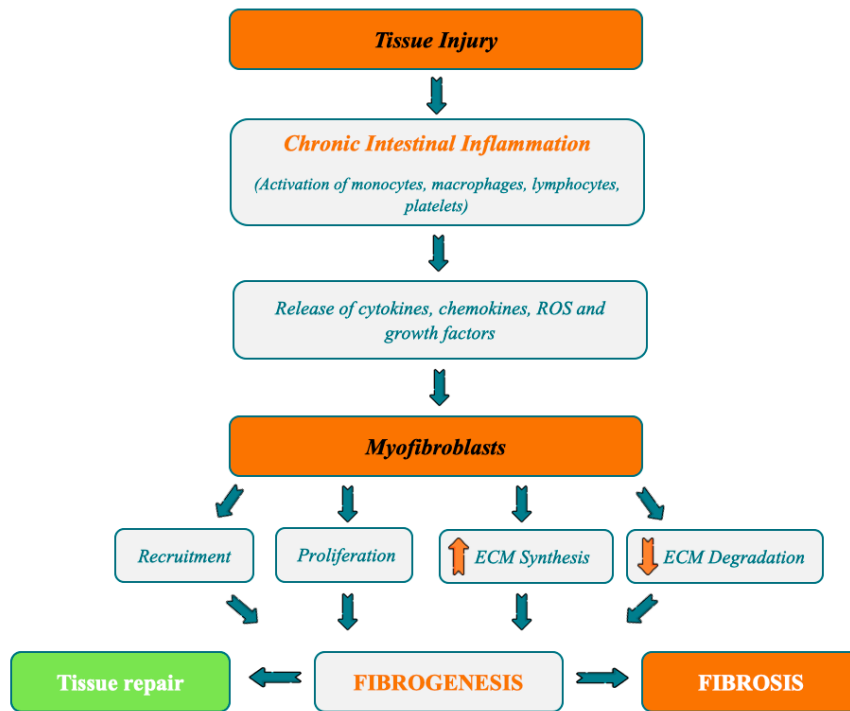 Tissue Injury
Chronic Intestinal Inflammation
(Activation of monocytes, macrophages, lymphocytes,
platelets)
Release of cytokines, chemokines, ROS and
growth factors
Myofibroblasts
Recruitment
Proliferation
ECM Synthesis
ECM Degradation
Tissue repair
FIBROGENESIS
FIBROSIS